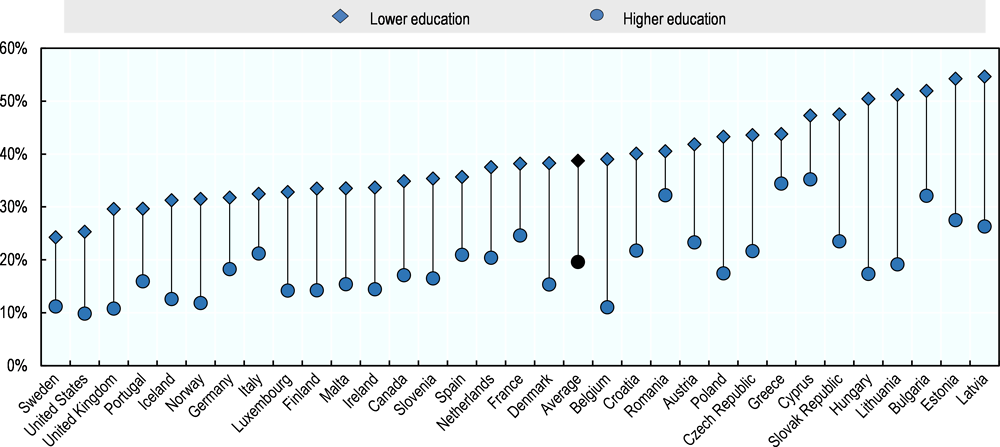 Lower education
Higher education
60%
50%
40%
30%
20%
10%
0%
Sweden
United States
United Kingdom
Portugal
Iceland
Norway
Germany
Italy
Luxembourg
Finland
Malta
Ireland
Canada
Slovenia
Spain
Netherlands
France
Denmark
Average
Belgium
Croatia
Romania
Austria
Poland
Czech Republic
Greece
Cyprus
Slovak Republic
Hungary
Lithuania
Bulgaria
Estonia
Latvia